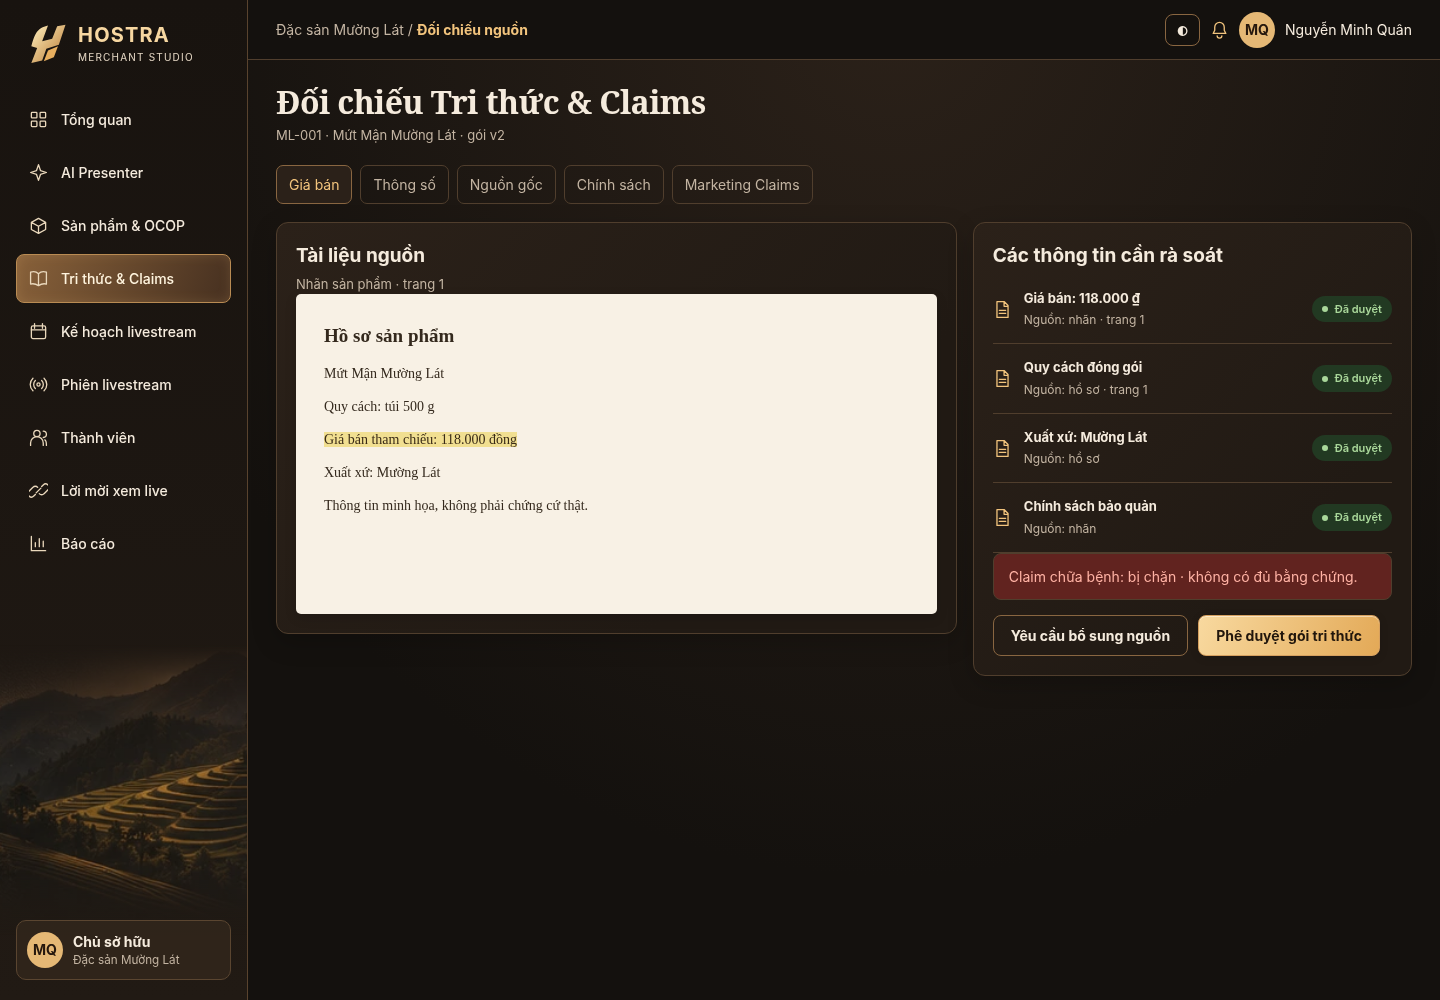 HOSTRA
MERCHANT STUDIO
Tổng quan
AI Presenter
Sản phẩm & OCOP
Tri thức & Claims
Kế hoạch livestream
Phiên livestream
Thành viên
Lời mời xem live
Báo cáo
MQ
Chủ sở hữu
Đặc sản Mường Lát
Đặc sản Mường Lát / Đối chiếu nguồn
MQ
Nguyễn Minh Quân
Đối chiếu Tri thức & Claims
ML-001 · Mứt Mận Mường Lát · gói v2
Giá bán
Thông số
Nguồn gốc
Chính sách
Marketing Claims
Tài liệu nguồn
Nhãn sản phẩm · trang 1
Hồ sơ sản phẩm
Mứt Mận Mường Lát
Quy cách: túi 500 g
Giá bán tham chiếu: 118.000 đồng
Xuất xứ: Mường Lát
Thông tin minh họa, không phải chứng cứ thật.
Các thông tin cần rà soát
Giá bán: 118.000 ₫
Nguồn: nhãn · trang 1
Đã duyệt
Quy cách đóng gói
Nguồn: hồ sơ · trang 1
Đã duyệt
Xuất xứ: Mường Lát
Nguồn: hồ sơ
Đã duyệt
Chính sách bảo quản
Nguồn: nhãn
Đã duyệt
Claim chữa bệnh: bị chặn · không có đủ bằng chứng.
Yêu cầu bổ sung nguồn
Phê duyệt gói tri thức